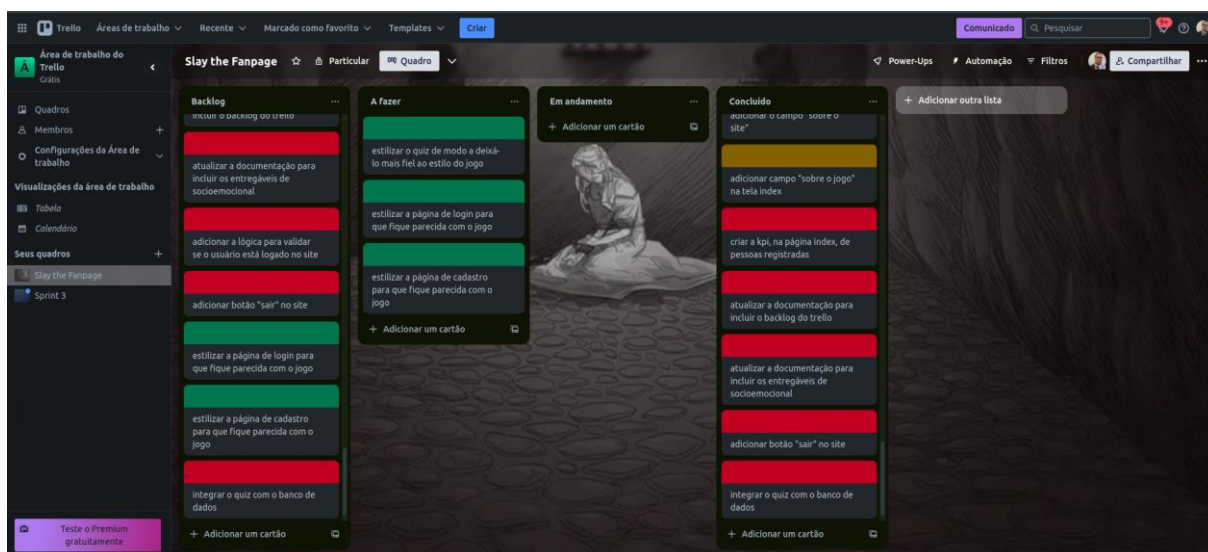 Trello
Áreas de trabalho
Recente
Marcado como favorito
Templates
Criar
Comunicado
Pesquisar
9+
Á
Área de trabalho do
Trello
Grátis
Quadros
Membros
Configurações da Área de
trabalho
Visualizações da área de trabalho
Tabela
Calendário
Seus quadros
Slay the Fanpage
Sprint 3
Teste o Premium
gratuitamente
Slay the Fanpage
Particular
Quadro
Power-Ups
Automação
Filtros
Compartilhar
Backlog
incluir o backlog do trello
atualizar a documentação para
incluir os entregáveis de
socioemocional
adicionar a lógica para validar
se o usuário está logado no site
adicionar botão "sair" no site
estilizar a página de login para
que fique parecida com o jogo
estilizar a página de cadastro
para que fique parecida com o
jogo
integrar o quiz com o banco de
dados
+ Adicionar um cartão
A fazer
estilizar o quiz de modo a deixá-
lo mais fiel ao estilo do jogo
estilizar a página de login para
que fique parecida com o jogo
estilizar a página de cadastro
para que fique parecida com o
jogo
+ Adicionar um cartão
Em andamento
+ Adicionar um cartão
Concluído
adicionar o campo "sobre o
site"
adicionar campo "sobre o jogo"
na tela index
criar a kpi, na página index, de
pessoas registradas
atualizar a documentação para
incluir o backlog do trello
atualizar a documentação para
incluir os entregáveis de
socioemocional
adicionar botão "sair" no site
integrar o quiz com o banco de
dados
+ Adicionar um cartão
+ Adicionar outra lista